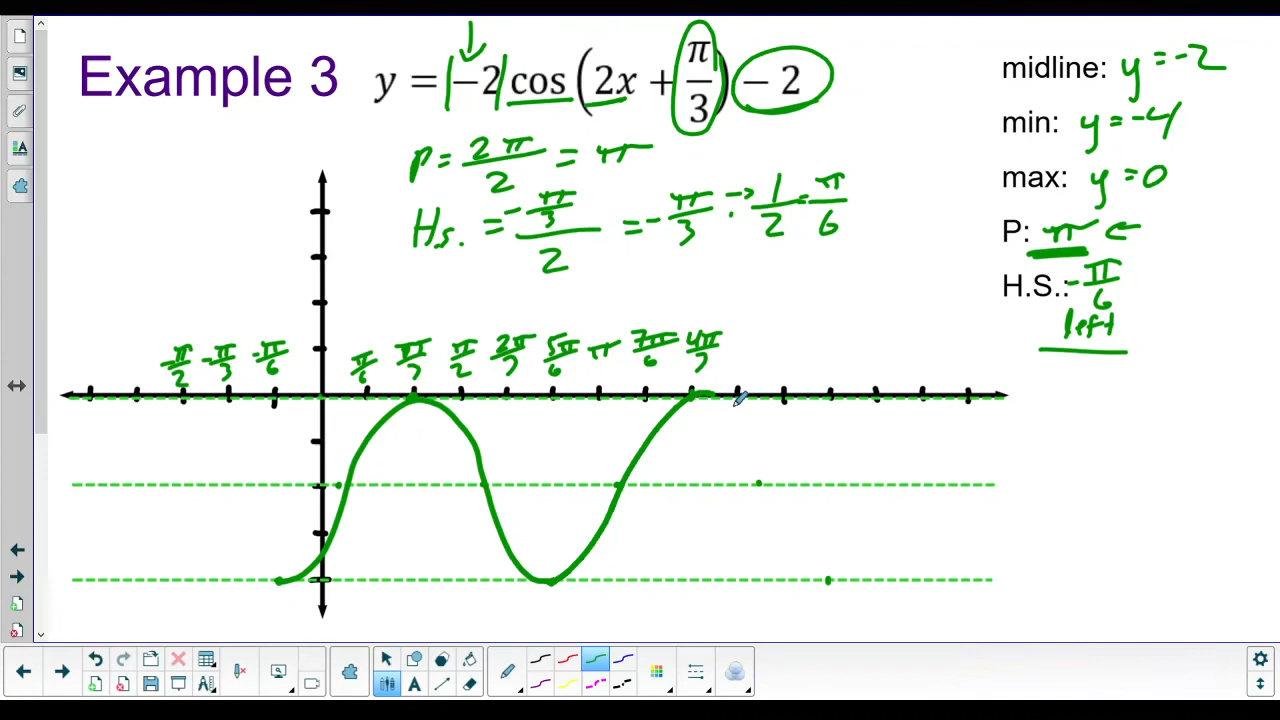 Example 3 y = |-2| cos(2x + π/3) - 2
P = 2π/2 = π
H.S. = -π/3/2 = -π/3 · 1/2 = π/6
midline: y = -2
min: y = -4
max: y = 0
P: π ←
H.S.: -π/6
left
-π/2 -π/3 -π/6 π/6 π/3 π/2 2π/3 5π/6 π 7π/6 4π/3